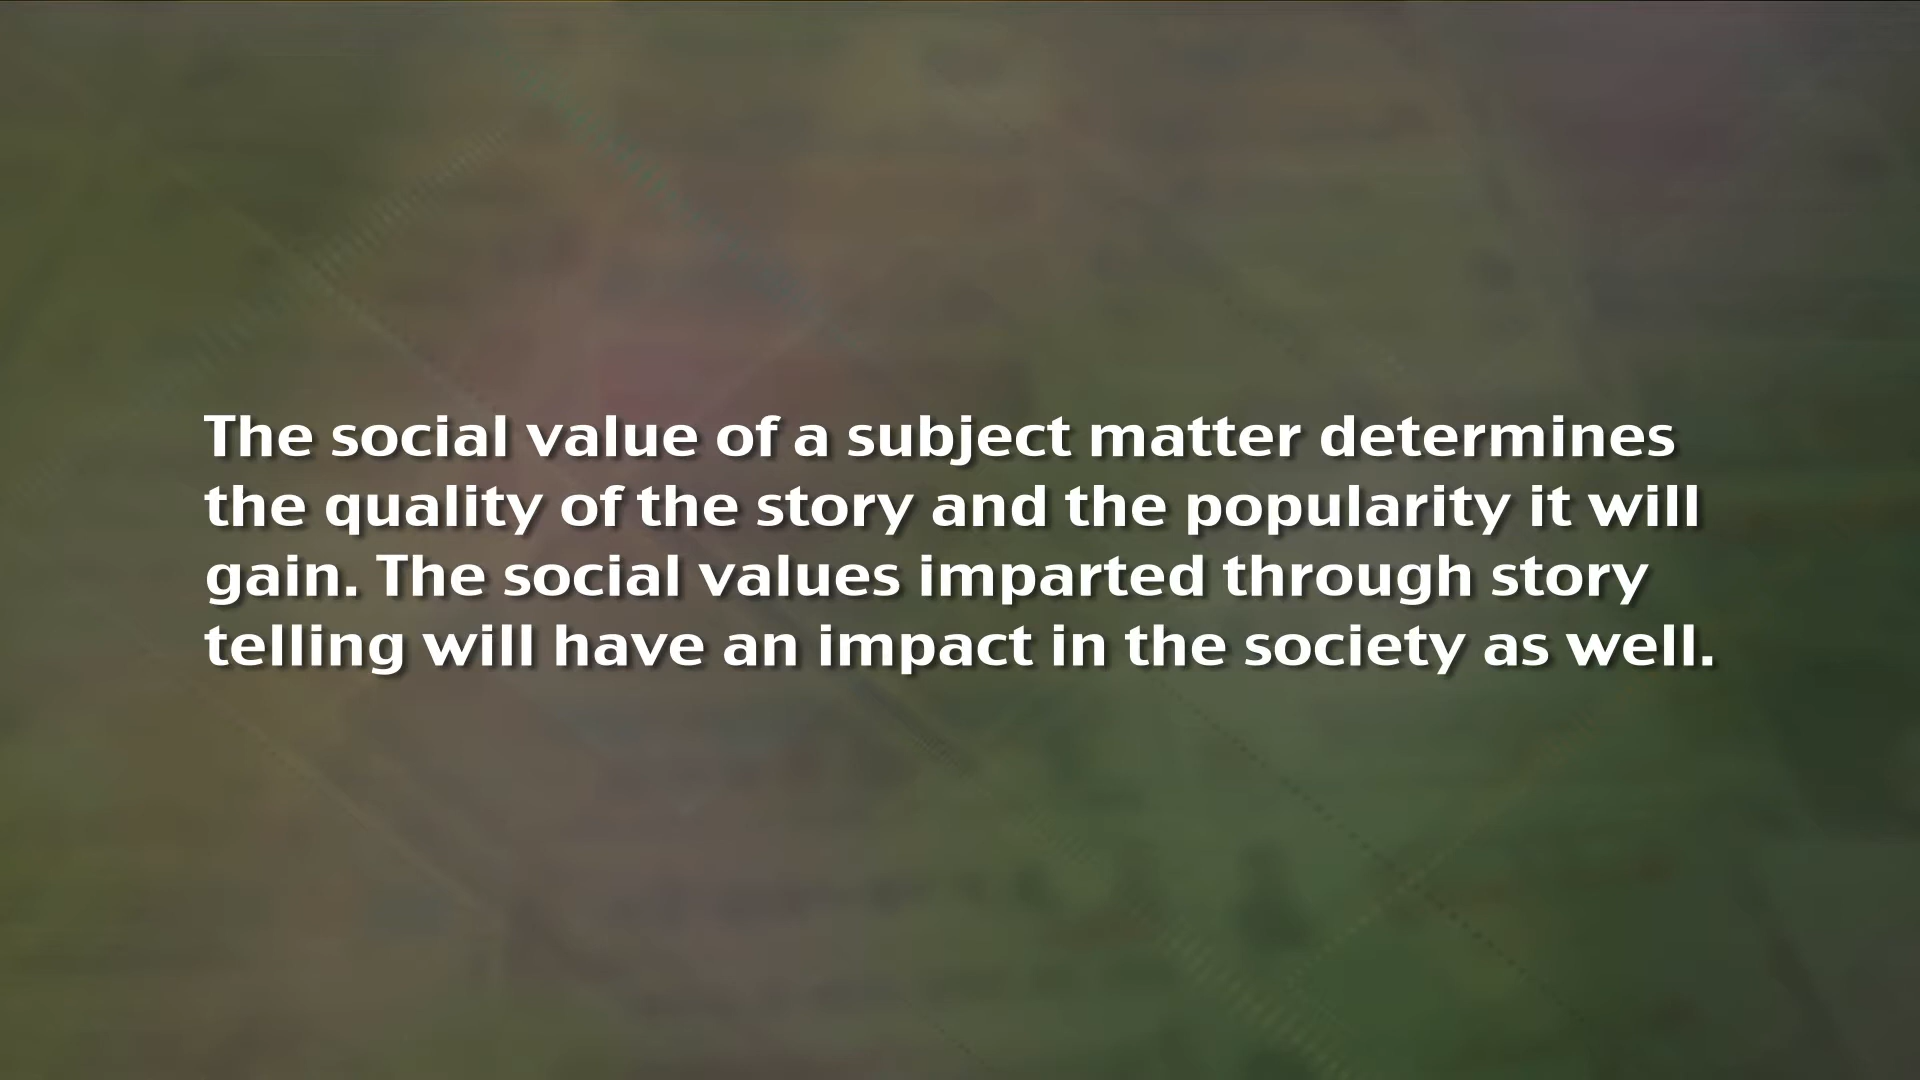 The social value of a subject matter determines
the quality of the story and the popularity it will
gain. The social values imparted through story
telling will have an impact in the society as well.